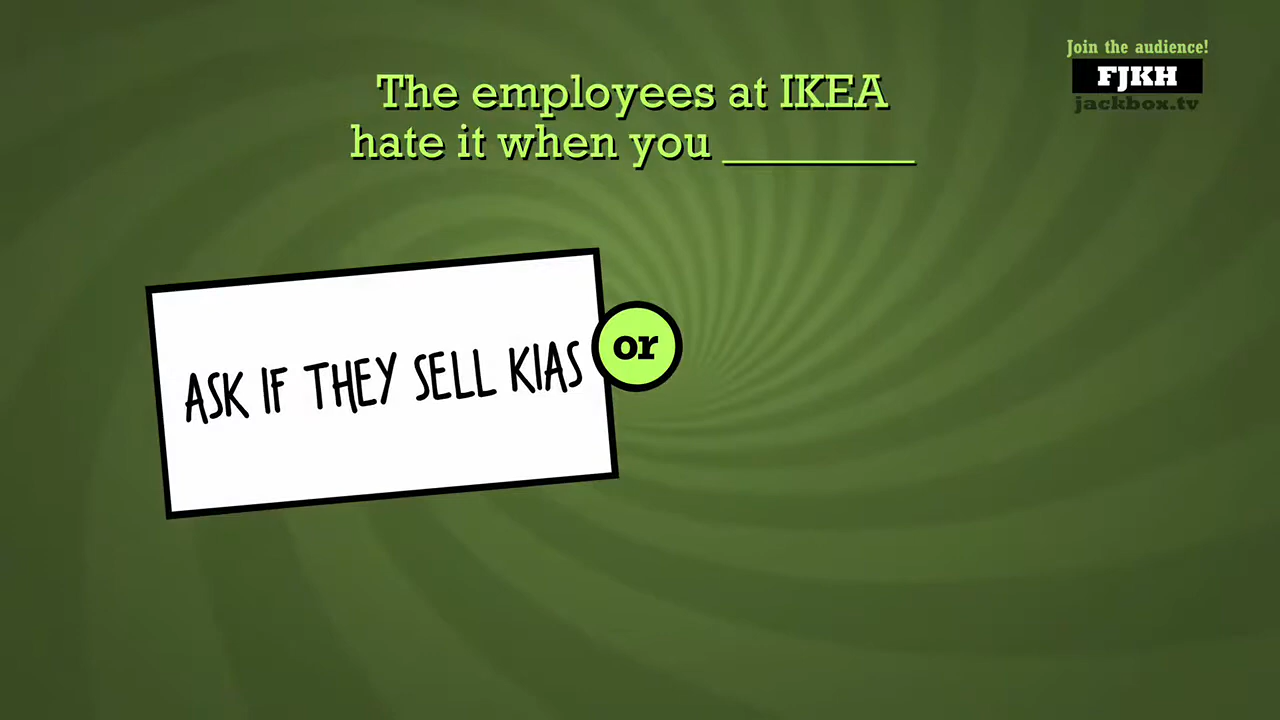 Join the audience!
FJKH
jackbox.tv
The employees at IKEA
hate it when you ________
ASK IF THEY SELL KIAS
or